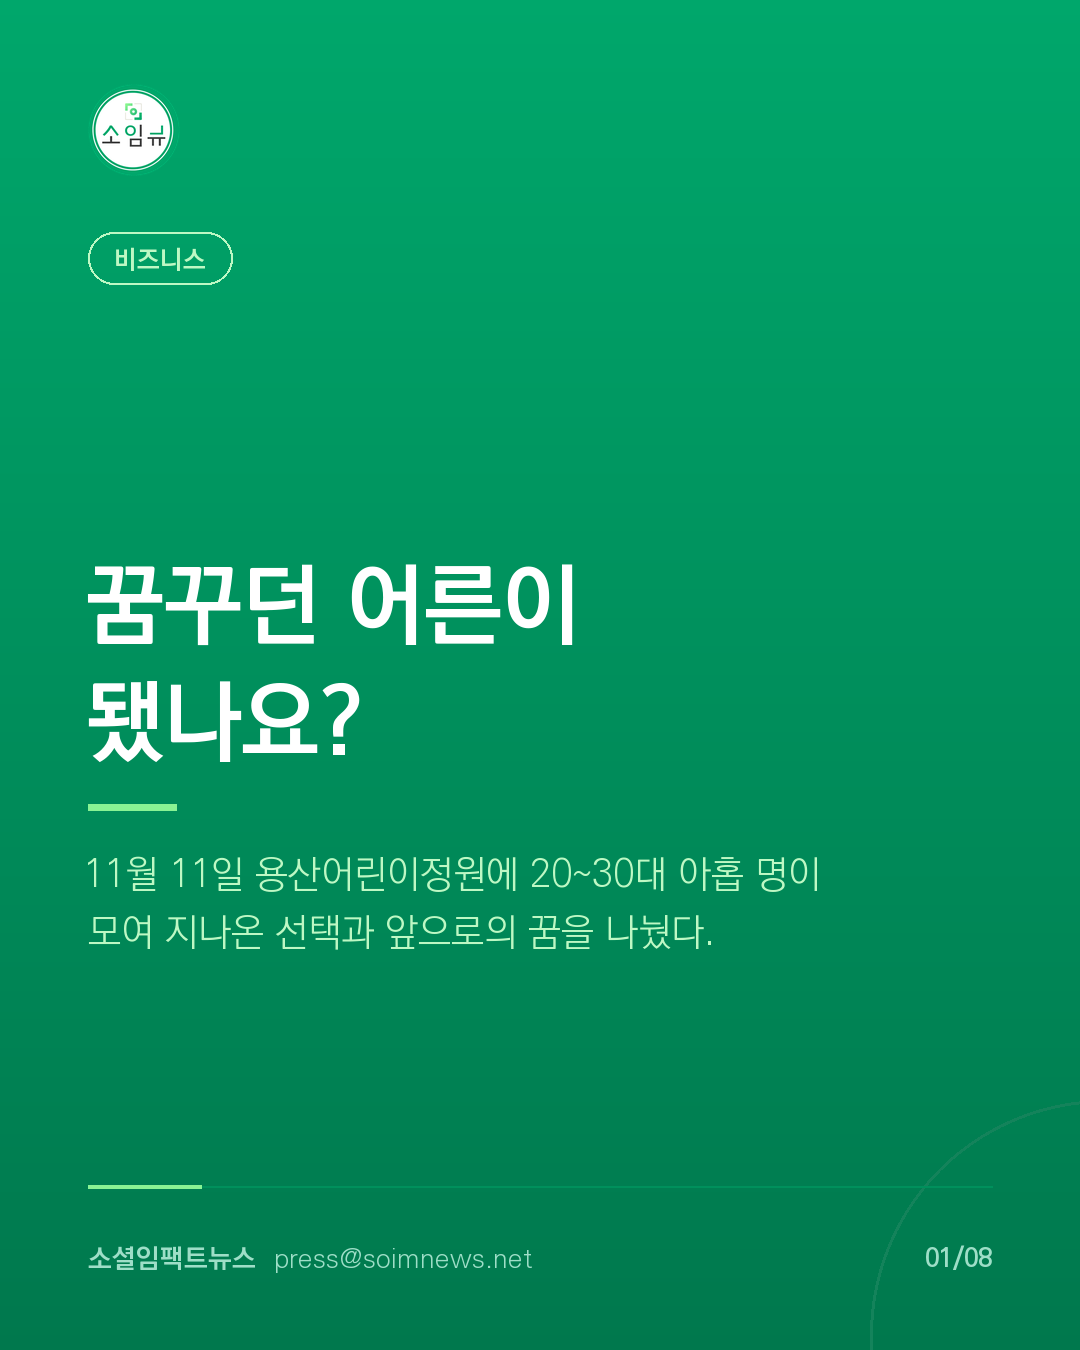 소임뉴
비즈니스
꿈꾸던 어른이
됐나요?
11월 11일 용산어린이정원에 20~30대 아홉 명이
모여 지나온 선택과 앞으로의 꿈을 나눴다.
소셜임팩트뉴스 press@soimnews.net
01/08